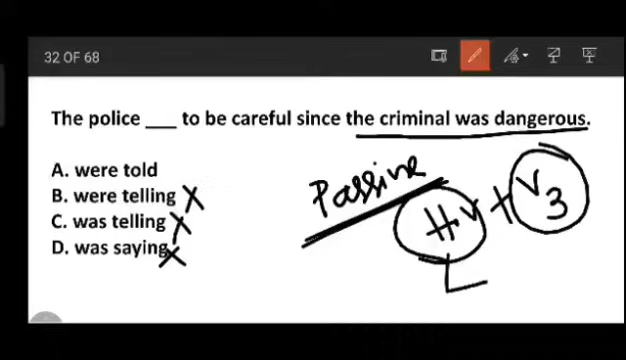 32 OF 68
The police ___ to be careful since the criminal was dangerous.
A. were told
B. were telling X
C. was telling X
D. was saying X
Passive
H.V + V3